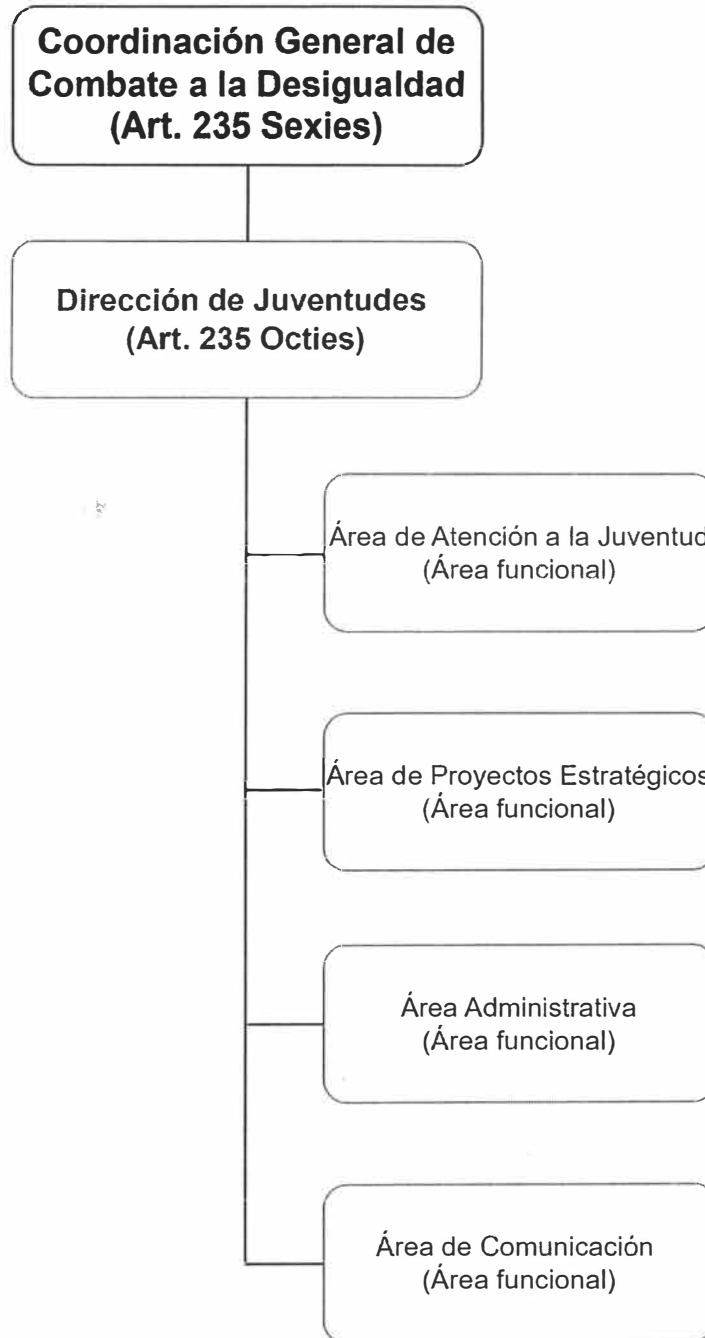 Coordinación General de
Combate a la Desigualdad
(Art. 235 Sexies)
Dirección de Juventudes
(Art. 235 Octies)
Área de Atención a la Juventud
(Área funcional)
Área de Proyectos Estratégicos
(Área funcional)
Área Administrativa
(Área funcional)
Área de Comunicación
(Área funcional)